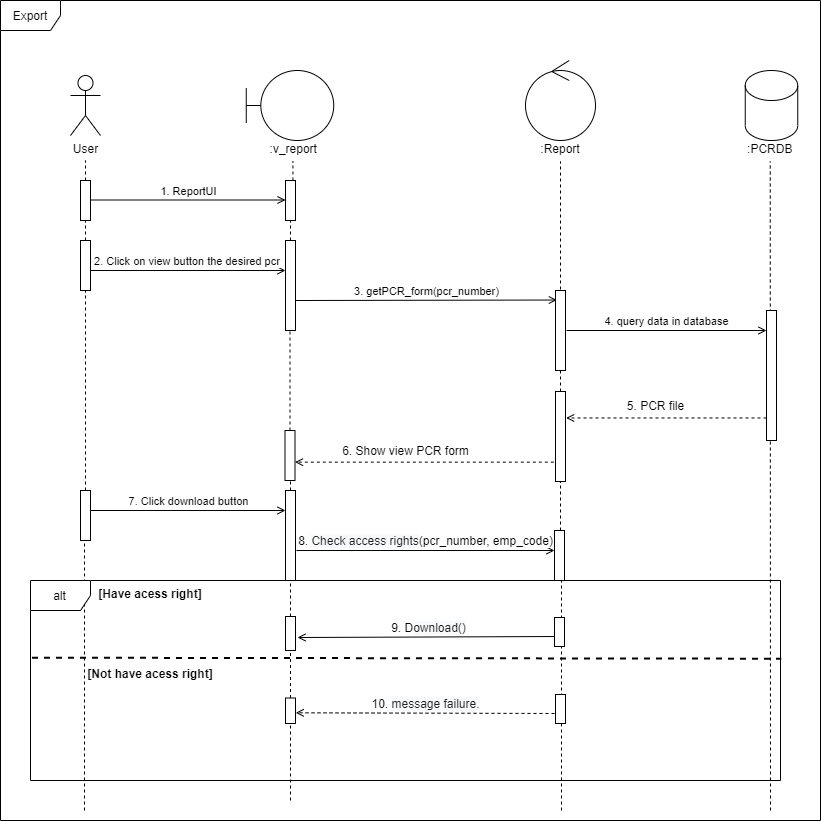 Export
User
:v_report
:Report
:PCRDB
1. ReportUI
2. Click on view button the desired pcr
3. getPCR_form(pcr_number)
4. query data in database
5. PCR file
6. Show view PCR form
7. Click download button
8. Check access rights(pcr_number, emp_code)
alt
[Have acess right]
9. Download()
[Not have acess right]
10. message failure.